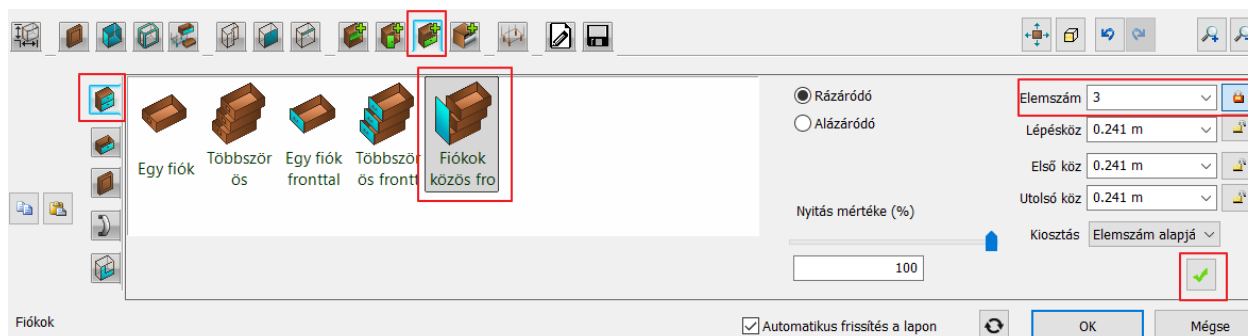 Rázáródó
Elemszám 3
Alázáródó
Lépésköz 0.241 m
Egy fiók
Többször
ös
Egy fiók
fronttal
Többször
ös frontt
Fiókok
közös fro
Első köz 0.241 m
Utolsó köz 0.241 m
Nyitás mértéke (%)
Kiosztás Elemszám alapjá
100
Fiókok
Automatikus frissítés a lapon
OK
Mégse